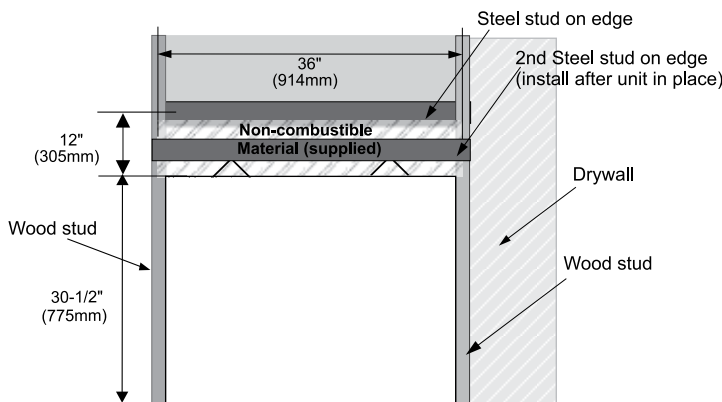 Steel stud on edge
36"
(914mm)
2nd Steel stud on edge
(install after unit in place)
12"
(305mm)
Non-combustible
Material (supplied)
Drywall
Wood stud
Wood stud
30-1/2"
(775mm)